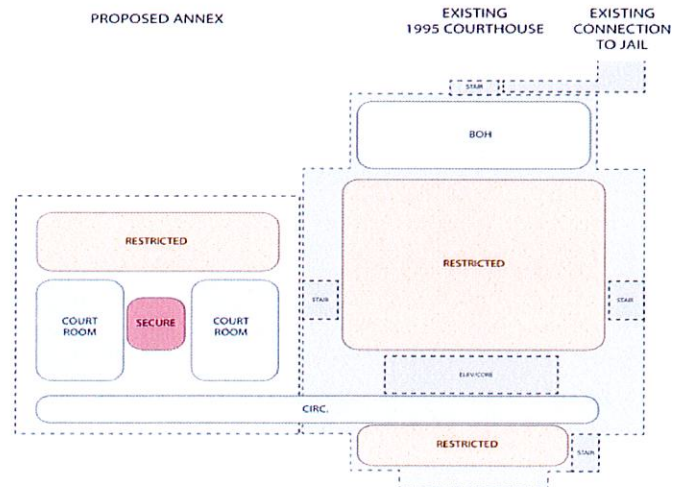 PROPOSED ANNEX
EXISTING
1995 COURTHOUSE
EXISTING
CONNECTION
TO JAIL
STAIR
BOH
RESTRICTED
RESTRICTED
STAIR
STAIR
COURT
ROOM
SECURE
COURT
ROOM
ELEV/CORE
CIRC.
RESTRICTED
STAIR